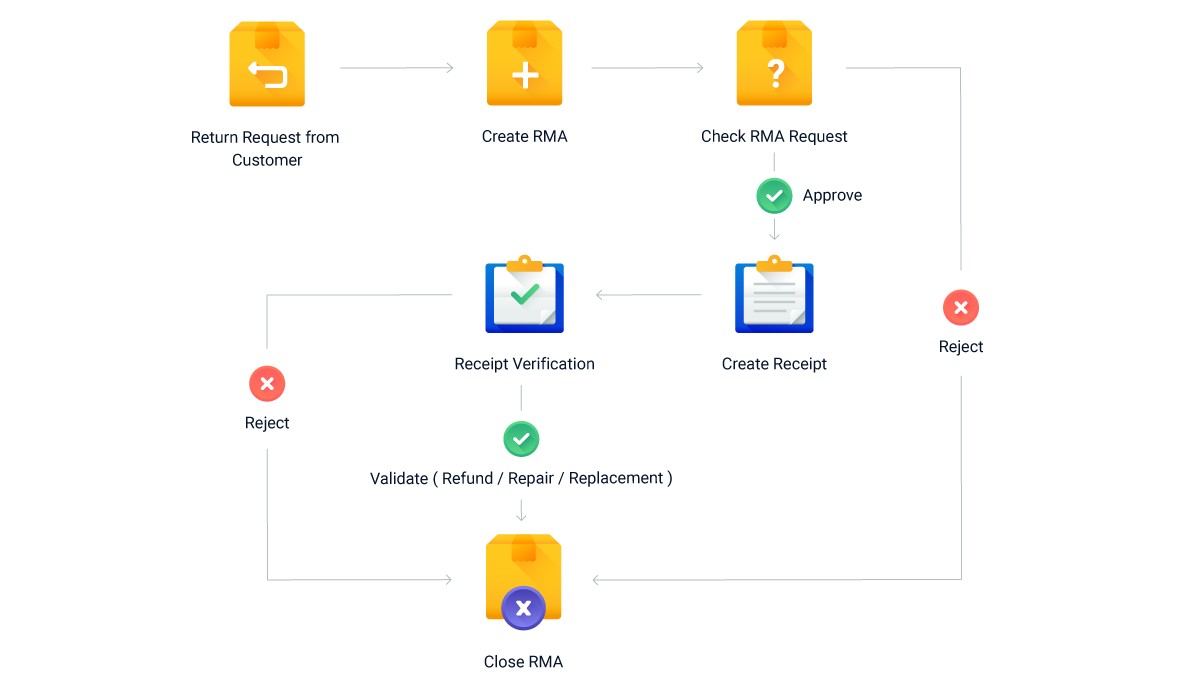 Return Request from
Customer
Create RMA
Check RMA Request
Approve
Receipt Verification
Create Receipt
Reject
Reject
Validate ( Refund / Repair / Replacement )
Close RMA